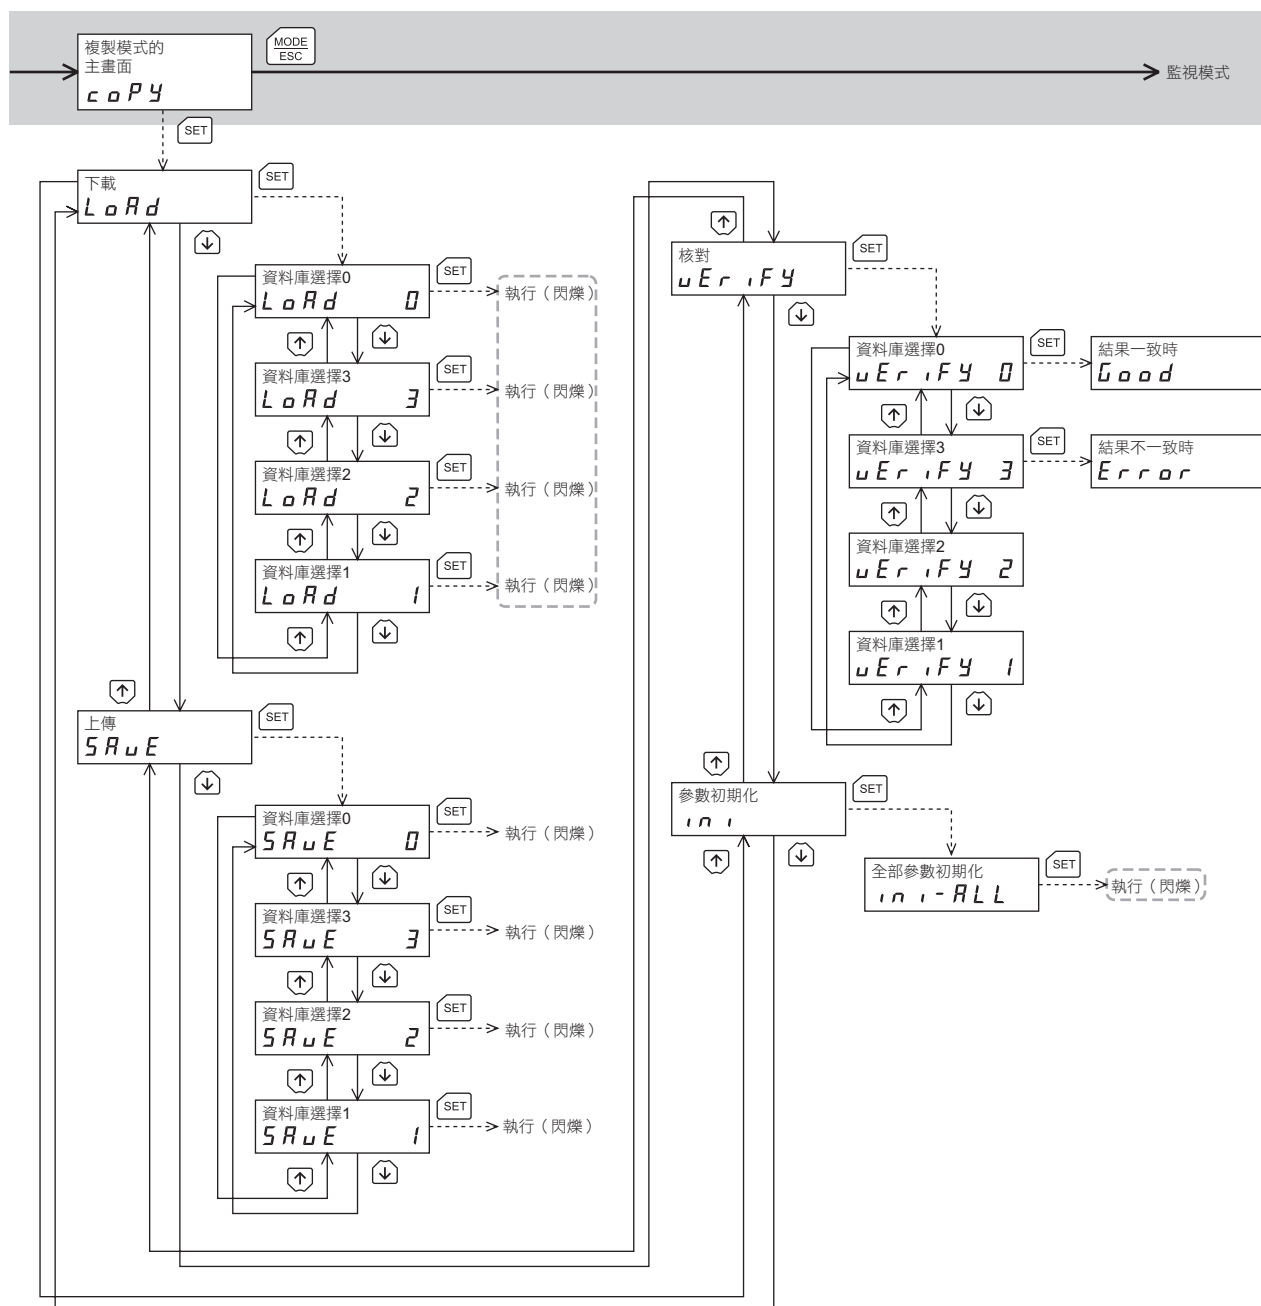 複製模式的
主畫面
coPY
MODE
ESC
監視模式
SET
下載
LoAd
SET
↓
資料庫選擇0
LoAd 0
SET
執行（閃爍）
↑
↓
資料庫選擇3
LoAd 3
SET
執行（閃爍）
↑
↓
資料庫選擇2
LoAd 2
SET
執行（閃爍）
↑
↓
資料庫選擇1
LoAd 1
SET
執行（閃爍）
↑
↓
↑
上傳
SAvE
SET
↓
資料庫選擇0
SAvE 0
SET
執行（閃爍）
↑
↓
資料庫選擇3
SAvE 3
SET
執行（閃爍）
↑
↓
資料庫選擇2
SAvE 2
SET
執行（閃爍）
↑
↓
資料庫選擇1
SAvE 1
SET
執行（閃爍）
↑
↓
↑
核對
vEriFY
SET
↓
資料庫選擇0
vEriFY 0
SET
結果一致時
Good
↑
↓
資料庫選擇3
vEriFY 3
SET
結果不一致時
Error
↑
↓
資料庫選擇2
vEriFY 2
↑
↓
資料庫選擇1
vEriFY 1
↑
↓
↑
參數初期化
ini
SET
↑
↓
全部參數初期化
ini-ALL
SET
執行（閃爍）